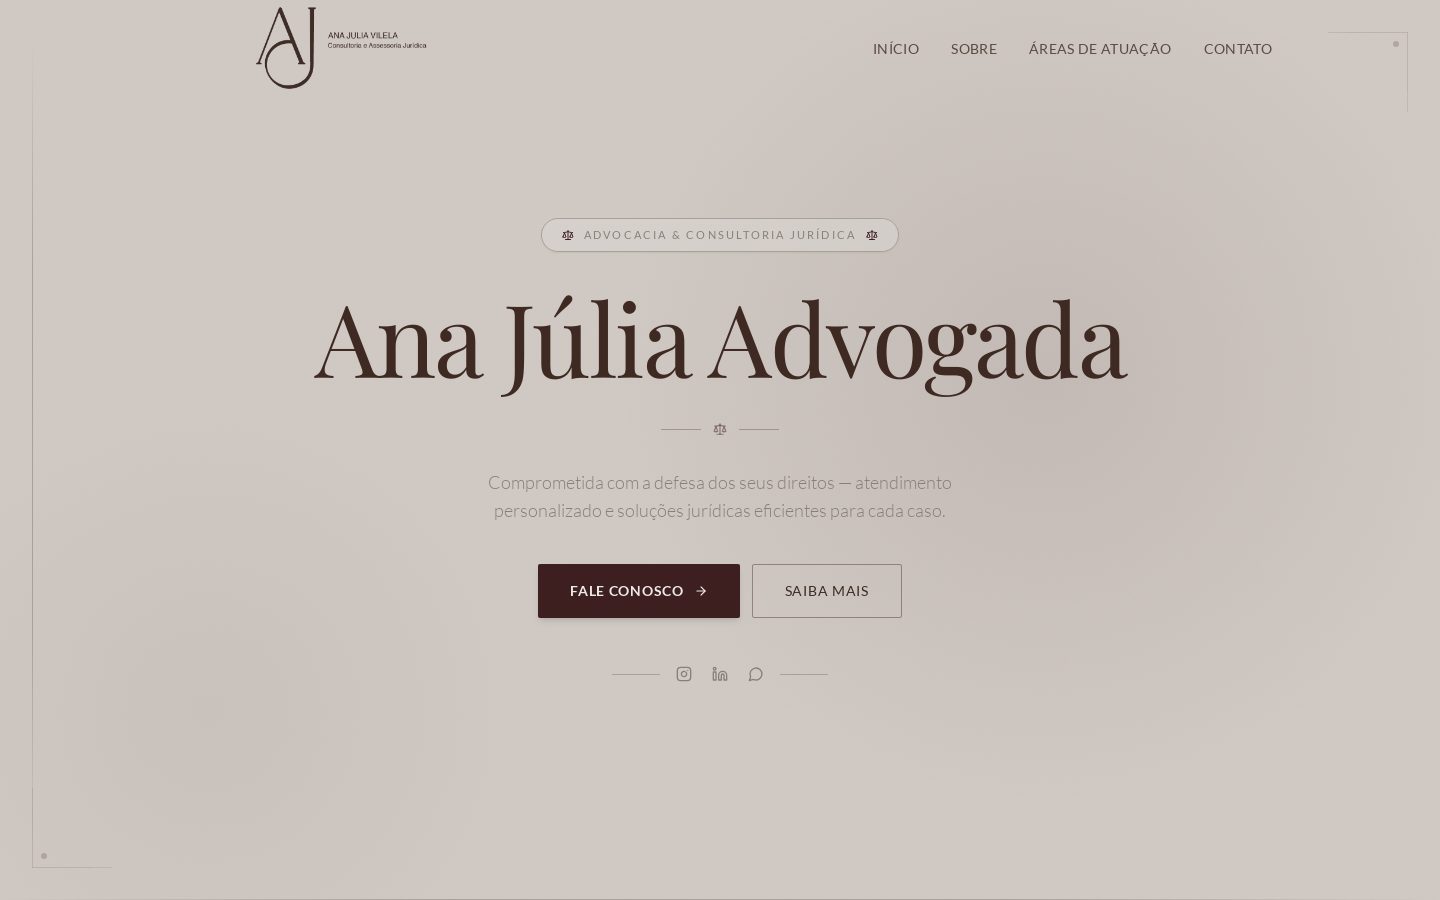 AJ
ANA JULIA VILELA
Consultoria e Assessoria Jurídica
INÍCIO SOBRE ÁREAS DE ATUAÇÃO CONTATO
ADVOCACIA & CONSULTORIA JURÍDICA
Ana Júlia Advogada
Comprometida com a defesa dos seus direitos — atendimento
personalizado e soluções jurídicas eficientes para cada caso.
FALE CONOSCO → SAIBA MAIS